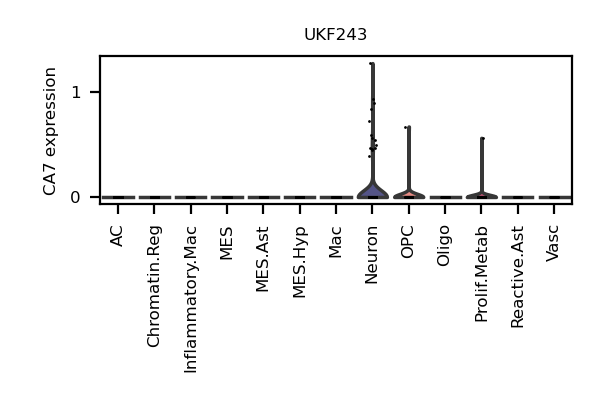 UKF243
CA7 expression
1
0
AC
Chromatin.Reg
Inflammatory.Mac
MES
MES.Ast
MES.Hyp
Mac
Neuron
OPC
Oligo
Prolif.Metab
Reactive.Ast
Vasc